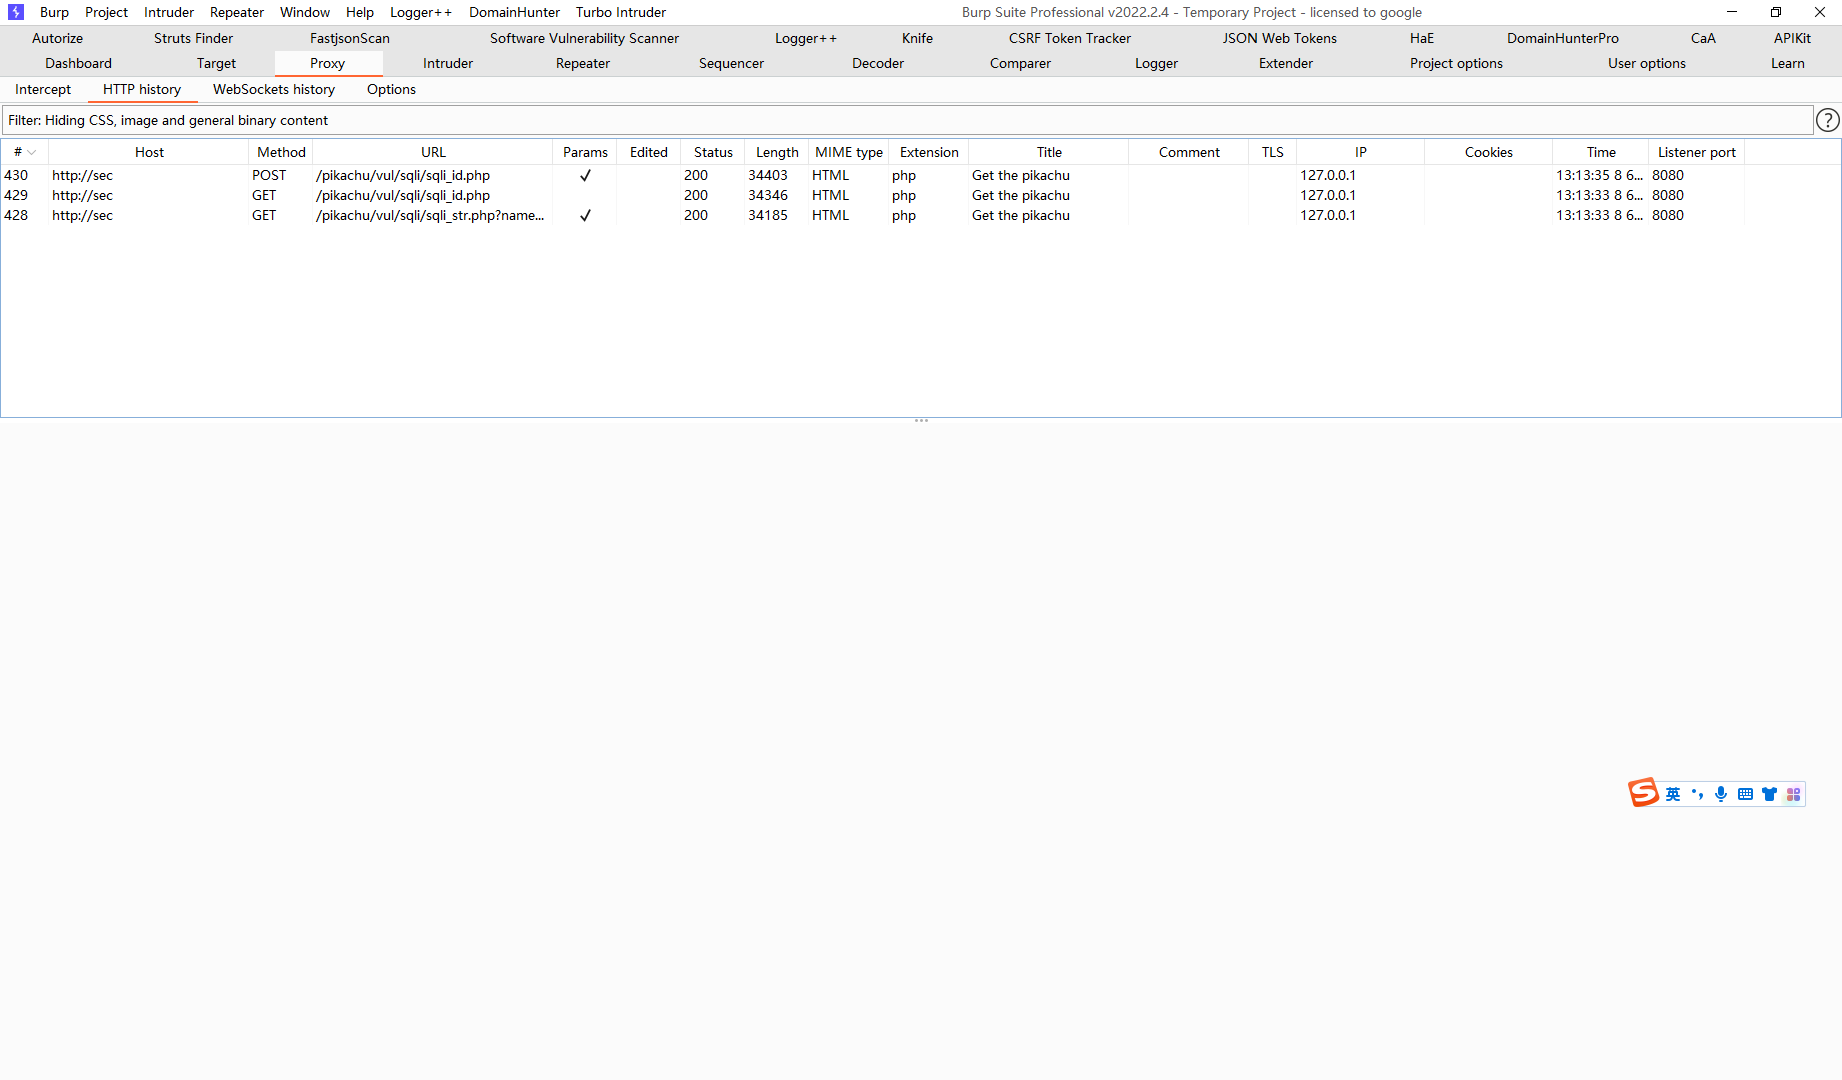 Burp Project Intruder Repeater Window Help Logger++ DomainHunter Turbo Intruder Burp Suite Professional v2022.2.4 - Temporary Project - licensed to google
Autorize Struts Finder FastjsonScan Software Vulnerability Scanner Logger++ Knife CSRF Token Tracker JSON Web Tokens HaE DomainHunterPro CaA APIKit
Dashboard Target Proxy Intruder Repeater Sequencer Decoder Comparer Logger Extender Project options User options Learn
Intercept HTTP history WebSockets history Options
Filter: Hiding CSS, image and general binary content ?
# Host Method URL Params Edited Status Length MIME type Extension Title Comment TLS IP Cookies Time Listener port
430 http://sec POST /pikachu/vul/sqli/sqli_id.php ✓ 200 34403 HTML php Get the pikachu 127.0.0.1 13:13:35 8 6... 8080
429 http://sec GET /pikachu/vul/sqli/sqli_id.php 200 34346 HTML php Get the pikachu 127.0.0.1 13:13:33 8 6... 8080
428 http://sec GET /pikachu/vul/sqli/sqli_str.php?name... ✓ 200 34185 HTML php Get the pikachu 127.0.0.1 13:13:33 8 6... 8080
S 英